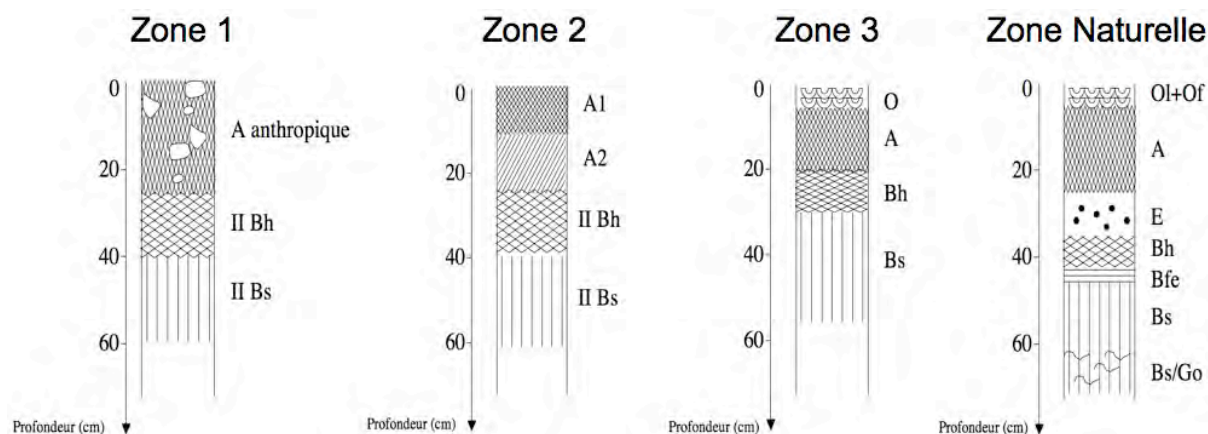 Zone 1
Zone 2
Zone 3
Zone Naturelle
0
A anthropique
20
II Bh
40
II Bs
60
Profondeur (cm)
0
A1
A2
20
II Bh
40
II Bs
60
Profondeur (cm)
0
O
A
20
Bh
40
Bs
60
Profondeur (cm)
0
Ol+Of
A
20
E
Bh
40
Bfe
Bs
60
Bs/Go
Profondeur (cm)